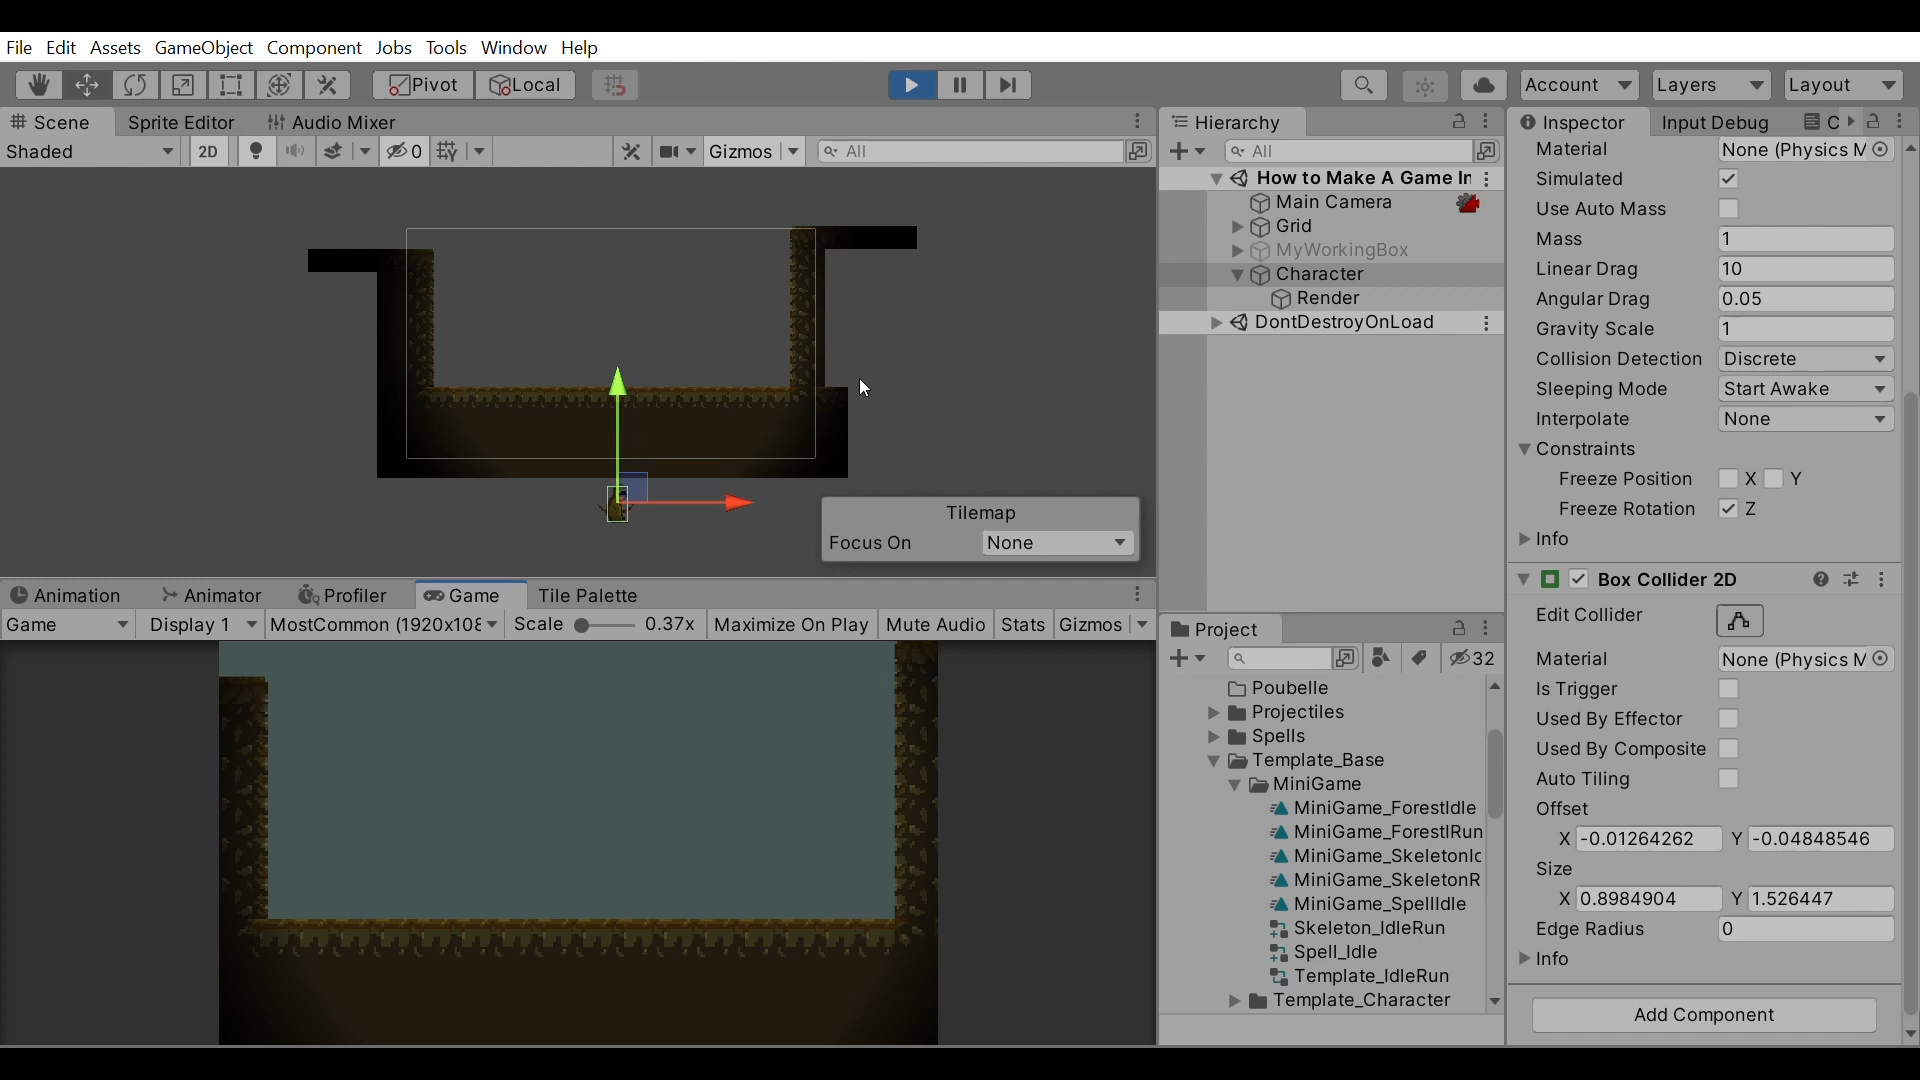 File Edit Assets GameObject Component Jobs Tools Window Help
Pivot Local Account Layers Layout
Scene Sprite Editor Audio Mixer
Shaded 2D 0 Gizmos All
Tilemap
Focus On None
Animation Animator Profiler Game Tile Palette
Game Display 1 MostCommon (1920x108 Scale 0.37x Maximize On Play Mute Audio Stats Gizmos
Hierarchy
All
How to Make A Game In
Main Camera
Grid
MyWorkingBox
Character
Render
DontDestroyOnLoad
Project
32
Poubelle
Projectiles
Spells
Template_Base
MiniGame
MiniGame_ForestIdle
MiniGame_ForestIRun
MiniGame_SkeletonIc
MiniGame_SkeletonR
MiniGame_SpellIdle
Skeleton_IdleRun
Spell_Idle
Template_IdleRun
Template_Character
Inspector Input Debug C
Material None (Physics M
Simulated
Use Auto Mass
Mass 1
Linear Drag 10
Angular Drag 0.05
Gravity Scale 1
Collision Detection Discrete
Sleeping Mode Start Awake
Interpolate None
Constraints
Freeze Position X Y
Freeze Rotation Z
Info
Box Collider 2D
Edit Collider
Material None (Physics M
Is Trigger
Used By Effector
Used By Composite
Auto Tiling
Offset
X -0.01264262 Y -0.04848546
Size
X 0.8984904 Y 1.526447
Edge Radius 0
Info
Add Component